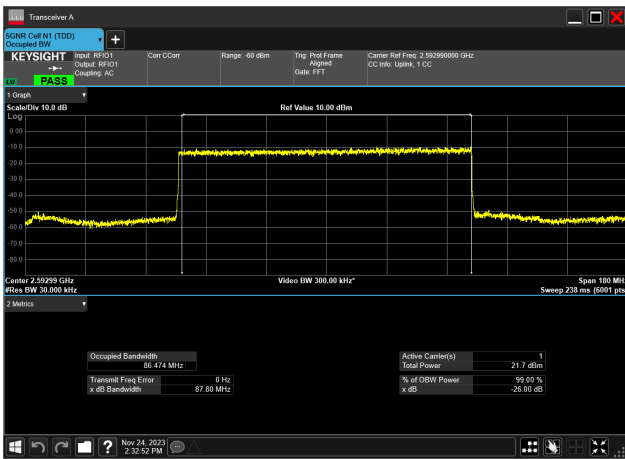 Transceiver A
5GNR Cell N1 (TDD)
Occupied BW
KEYSIGHT
Input: RFIO1
Output: RFIO1
Coupling: AC
Corr CCorr
Range: -60 dBm
Trig: Prot Frame
Aligned
Gate: FFT
Carrier Ref Freq: 2.592990000 GHz
CC Info: Uplink, 1 CC
PASS
1 Graph
Scale/Div 10.0 dB
Ref Value 10.00 dBm
Log
0.00
-10.0
-20.0
-30.0
-40.0
-50.0
-60.0
-70.0
-80.0
Center 2.59299 GHz
Video BW 300.00 kHz*
Span 180 MHz
#Res BW 30.000 kHz
Sweep 238 ms (6001 pts
2 Metrics
Occupied Bandwidth
86.474 MHz
Transmit Freq Error 0 Hz
x dB Bandwidth 87.80 MHz
Active Carrier(s) 1
Total Power 21.7 dBm
% of OBW Power 99.00 %
x dB -26.00 dB
Nov 24, 2023
2:32:52 PM